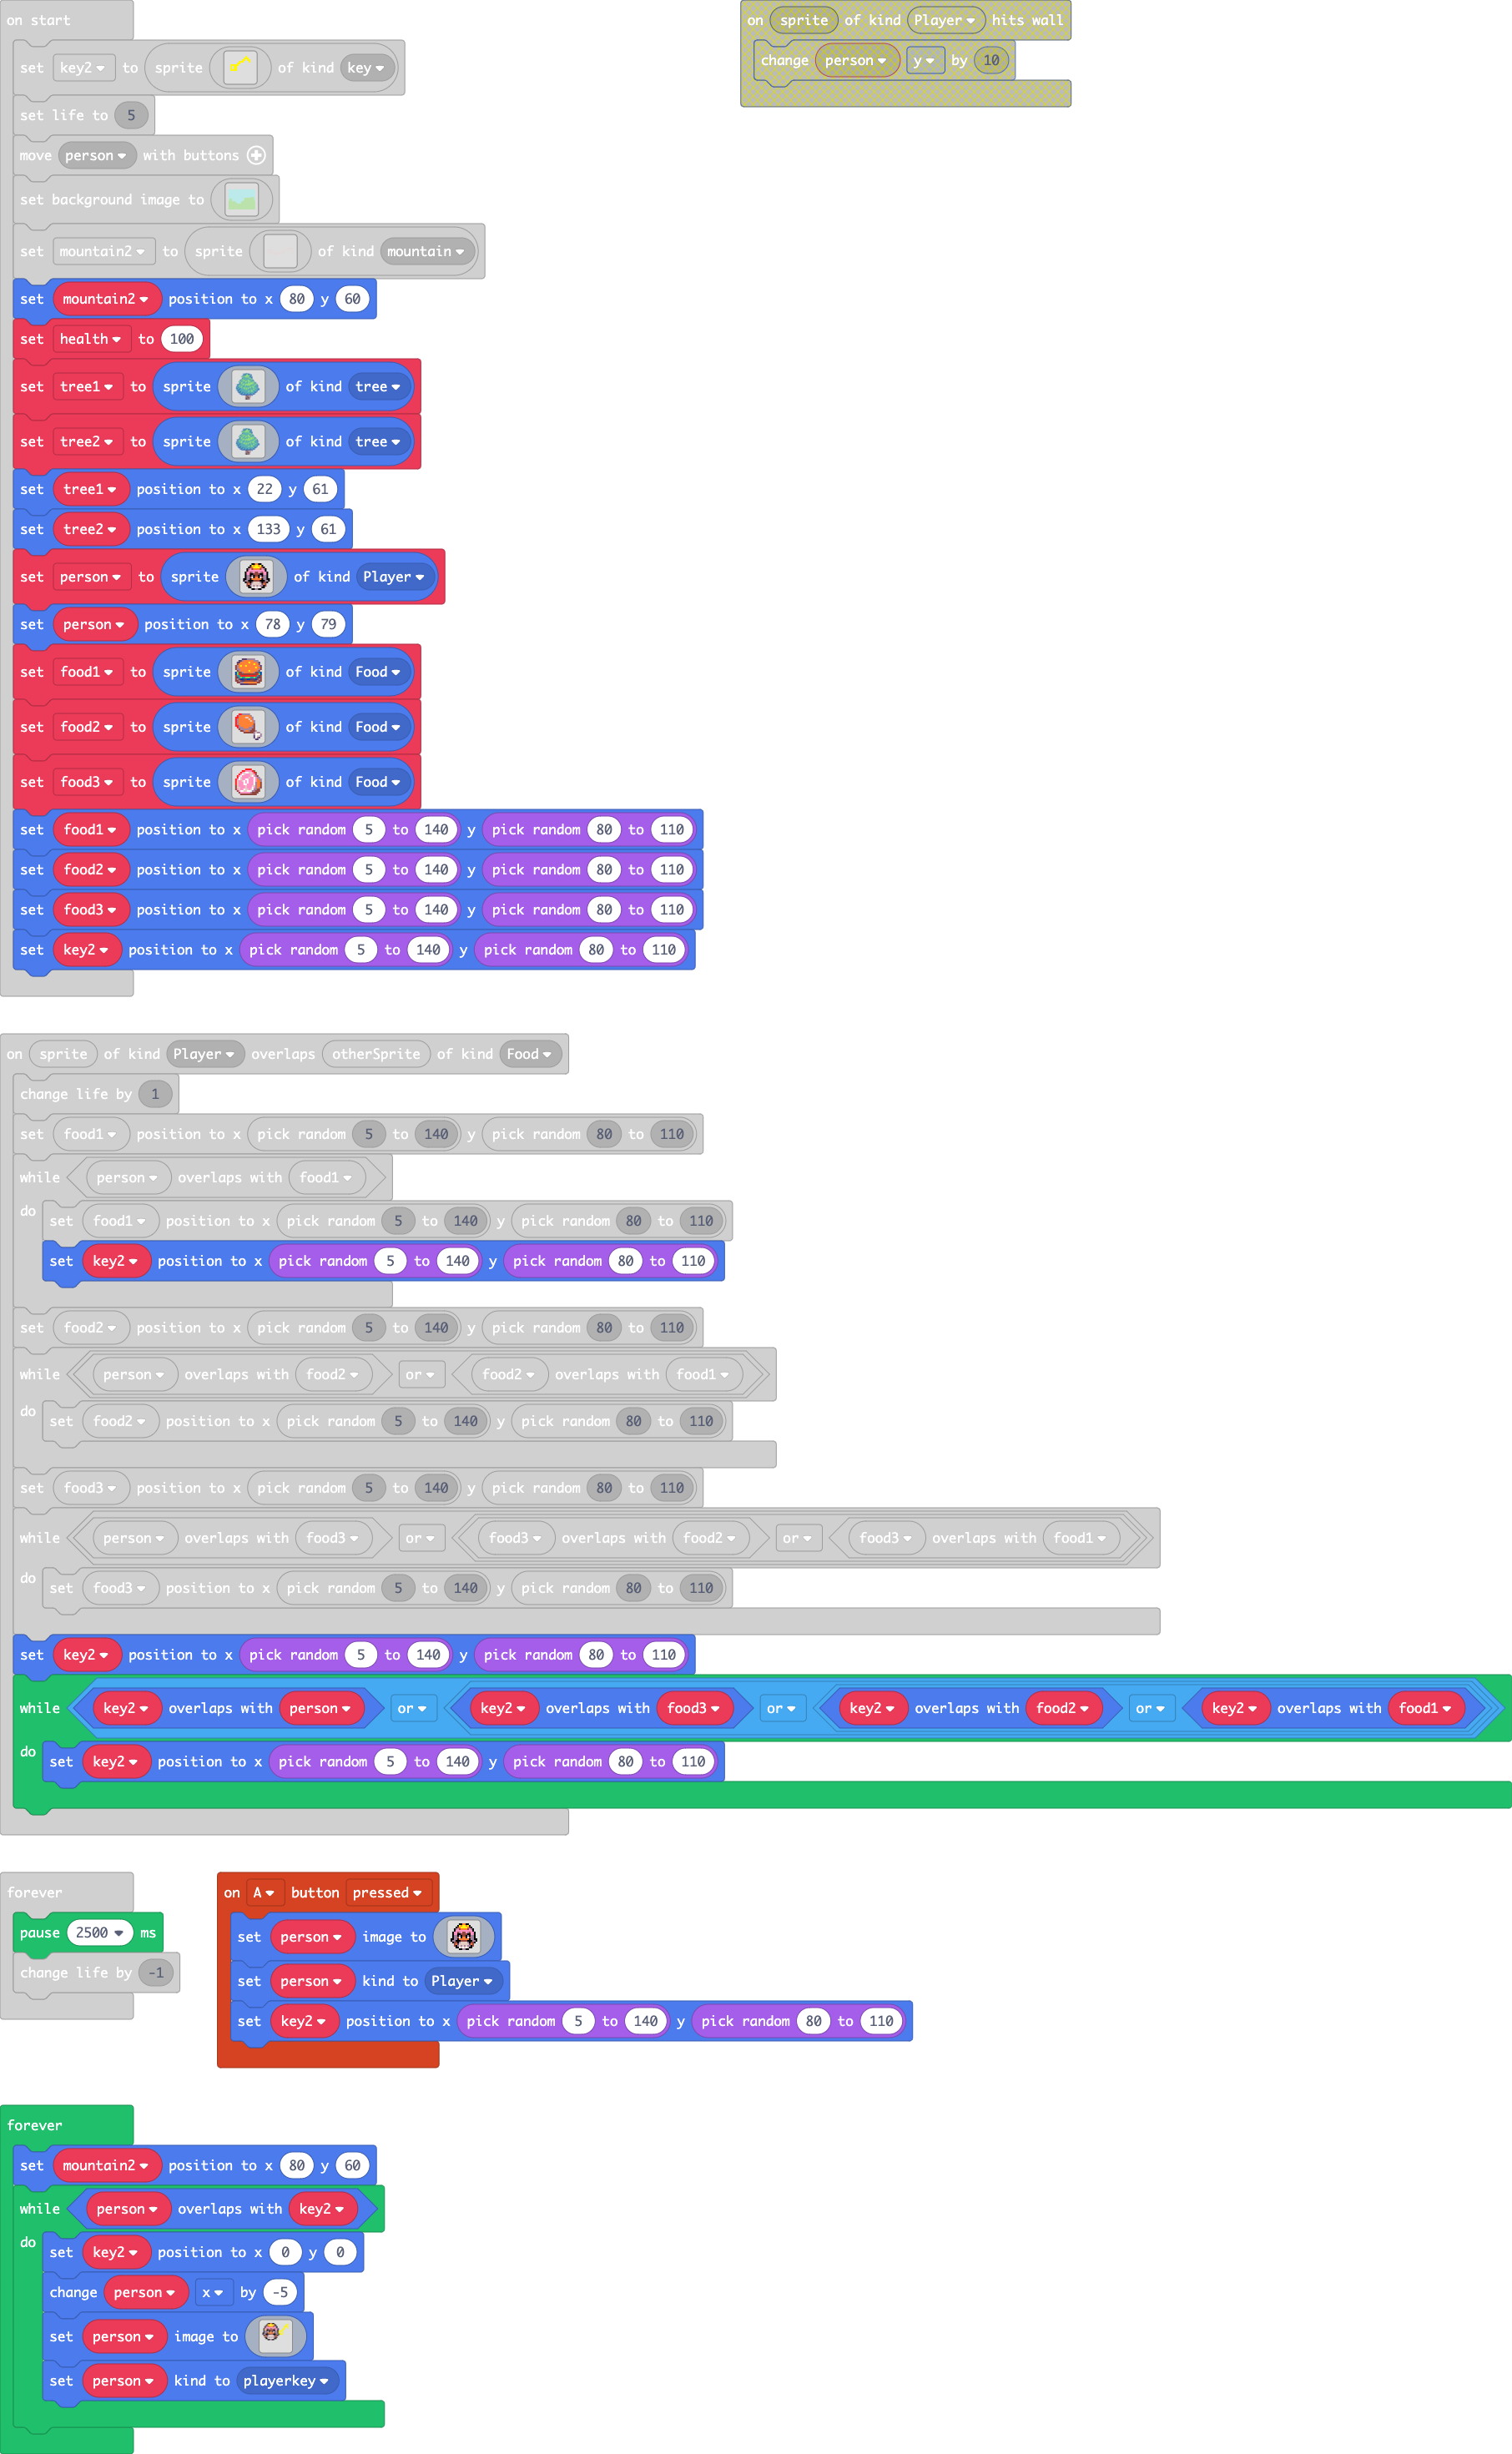 on start
set key2 to sprite of kind key
set life to 5
move person with buttons
set background image to
set mountain2 to sprite of kind mountain
set mountain2 position to x 80 y 60
set health to 100
set tree1 to sprite of kind tree
set tree2 to sprite of kind tree
set tree1 position to x 22 y 61
set tree2 position to x 133 y 61
set person to sprite of kind Player
set person position to x 78 y 79
set food1 to sprite of kind Food
set food2 to sprite of kind Food
set food3 to sprite of kind Food
set food1 position to x pick random 5 to 140 y pick random 80 to 110
set food2 position to x pick random 5 to 140 y pick random 80 to 110
set food3 position to x pick random 5 to 140 y pick random 80 to 110
set key2 position to x pick random 5 to 140 y pick random 80 to 110
on sprite of kind Player hits wall
change person y by 10
on sprite of kind Player overlaps otherSprite of kind Food
change life by 1
set food1 position to x pick random 5 to 140 y pick random 80 to 110
while person overlaps with food1
do set food1 position to x pick random 5 to 140 y pick random 80 to 110
set key2 position to x pick random 5 to 140 y pick random 80 to 110
set food2 position to x pick random 5 to 140 y pick random 80 to 110
while person overlaps with food2 or food2 overlaps with food1
do set food2 position to x pick random 5 to 140 y pick random 80 to 110
set food3 position to x pick random 5 to 140 y pick random 80 to 110
while person overlaps with food3 or food3 overlaps with food2 or food3 overlaps with food1
do set food3 position to x pick random 5 to 140 y pick random 80 to 110
set key2 position to x pick random 5 to 140 y pick random 80 to 110
while key2 overlaps with person or key2 overlaps with food3 or key2 overlaps with food2 or key2 overlaps with food1
do set key2 position to x pick random 5 to 140 y pick random 80 to 110
forever
pause 2500 ms
change life by -1
on A button pressed
set person image to
set person kind to Player
set key2 position to x pick random 5 to 140 y pick random 80 to 110
forever
set mountain2 position to x 80 y 60
while person overlaps with key2
do set key2 position to x 0 y 0
change person x by -5
set person image to
set person kind to playerkey